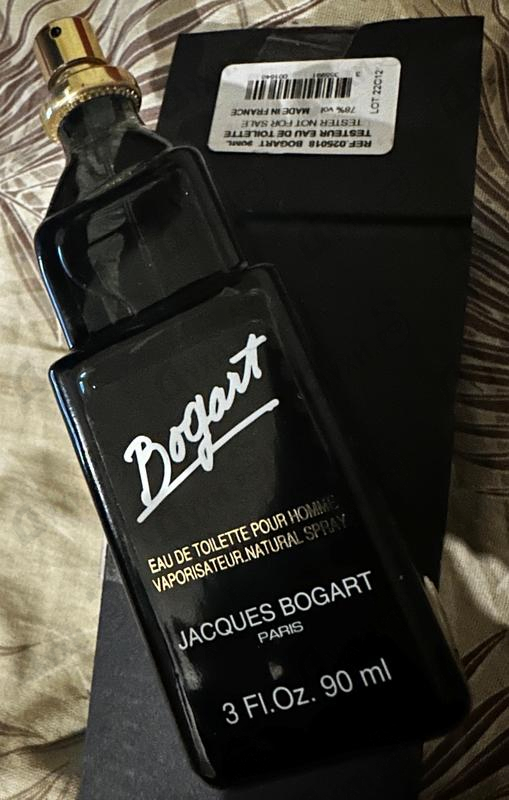 Bogart
EAU DE TOILETTE POUR HOMME
VAPORISATEUR.NATURAL SPRAY
JACQUES BOGART
PARIS
3 Fl.Oz. 90 ml
REF.025018 BOGART 90ML
TESTEUR EAU DE TOILETTE
TESTER NOT FOR SALE
78% vol MADE IN FRANCE
LOT 22C12